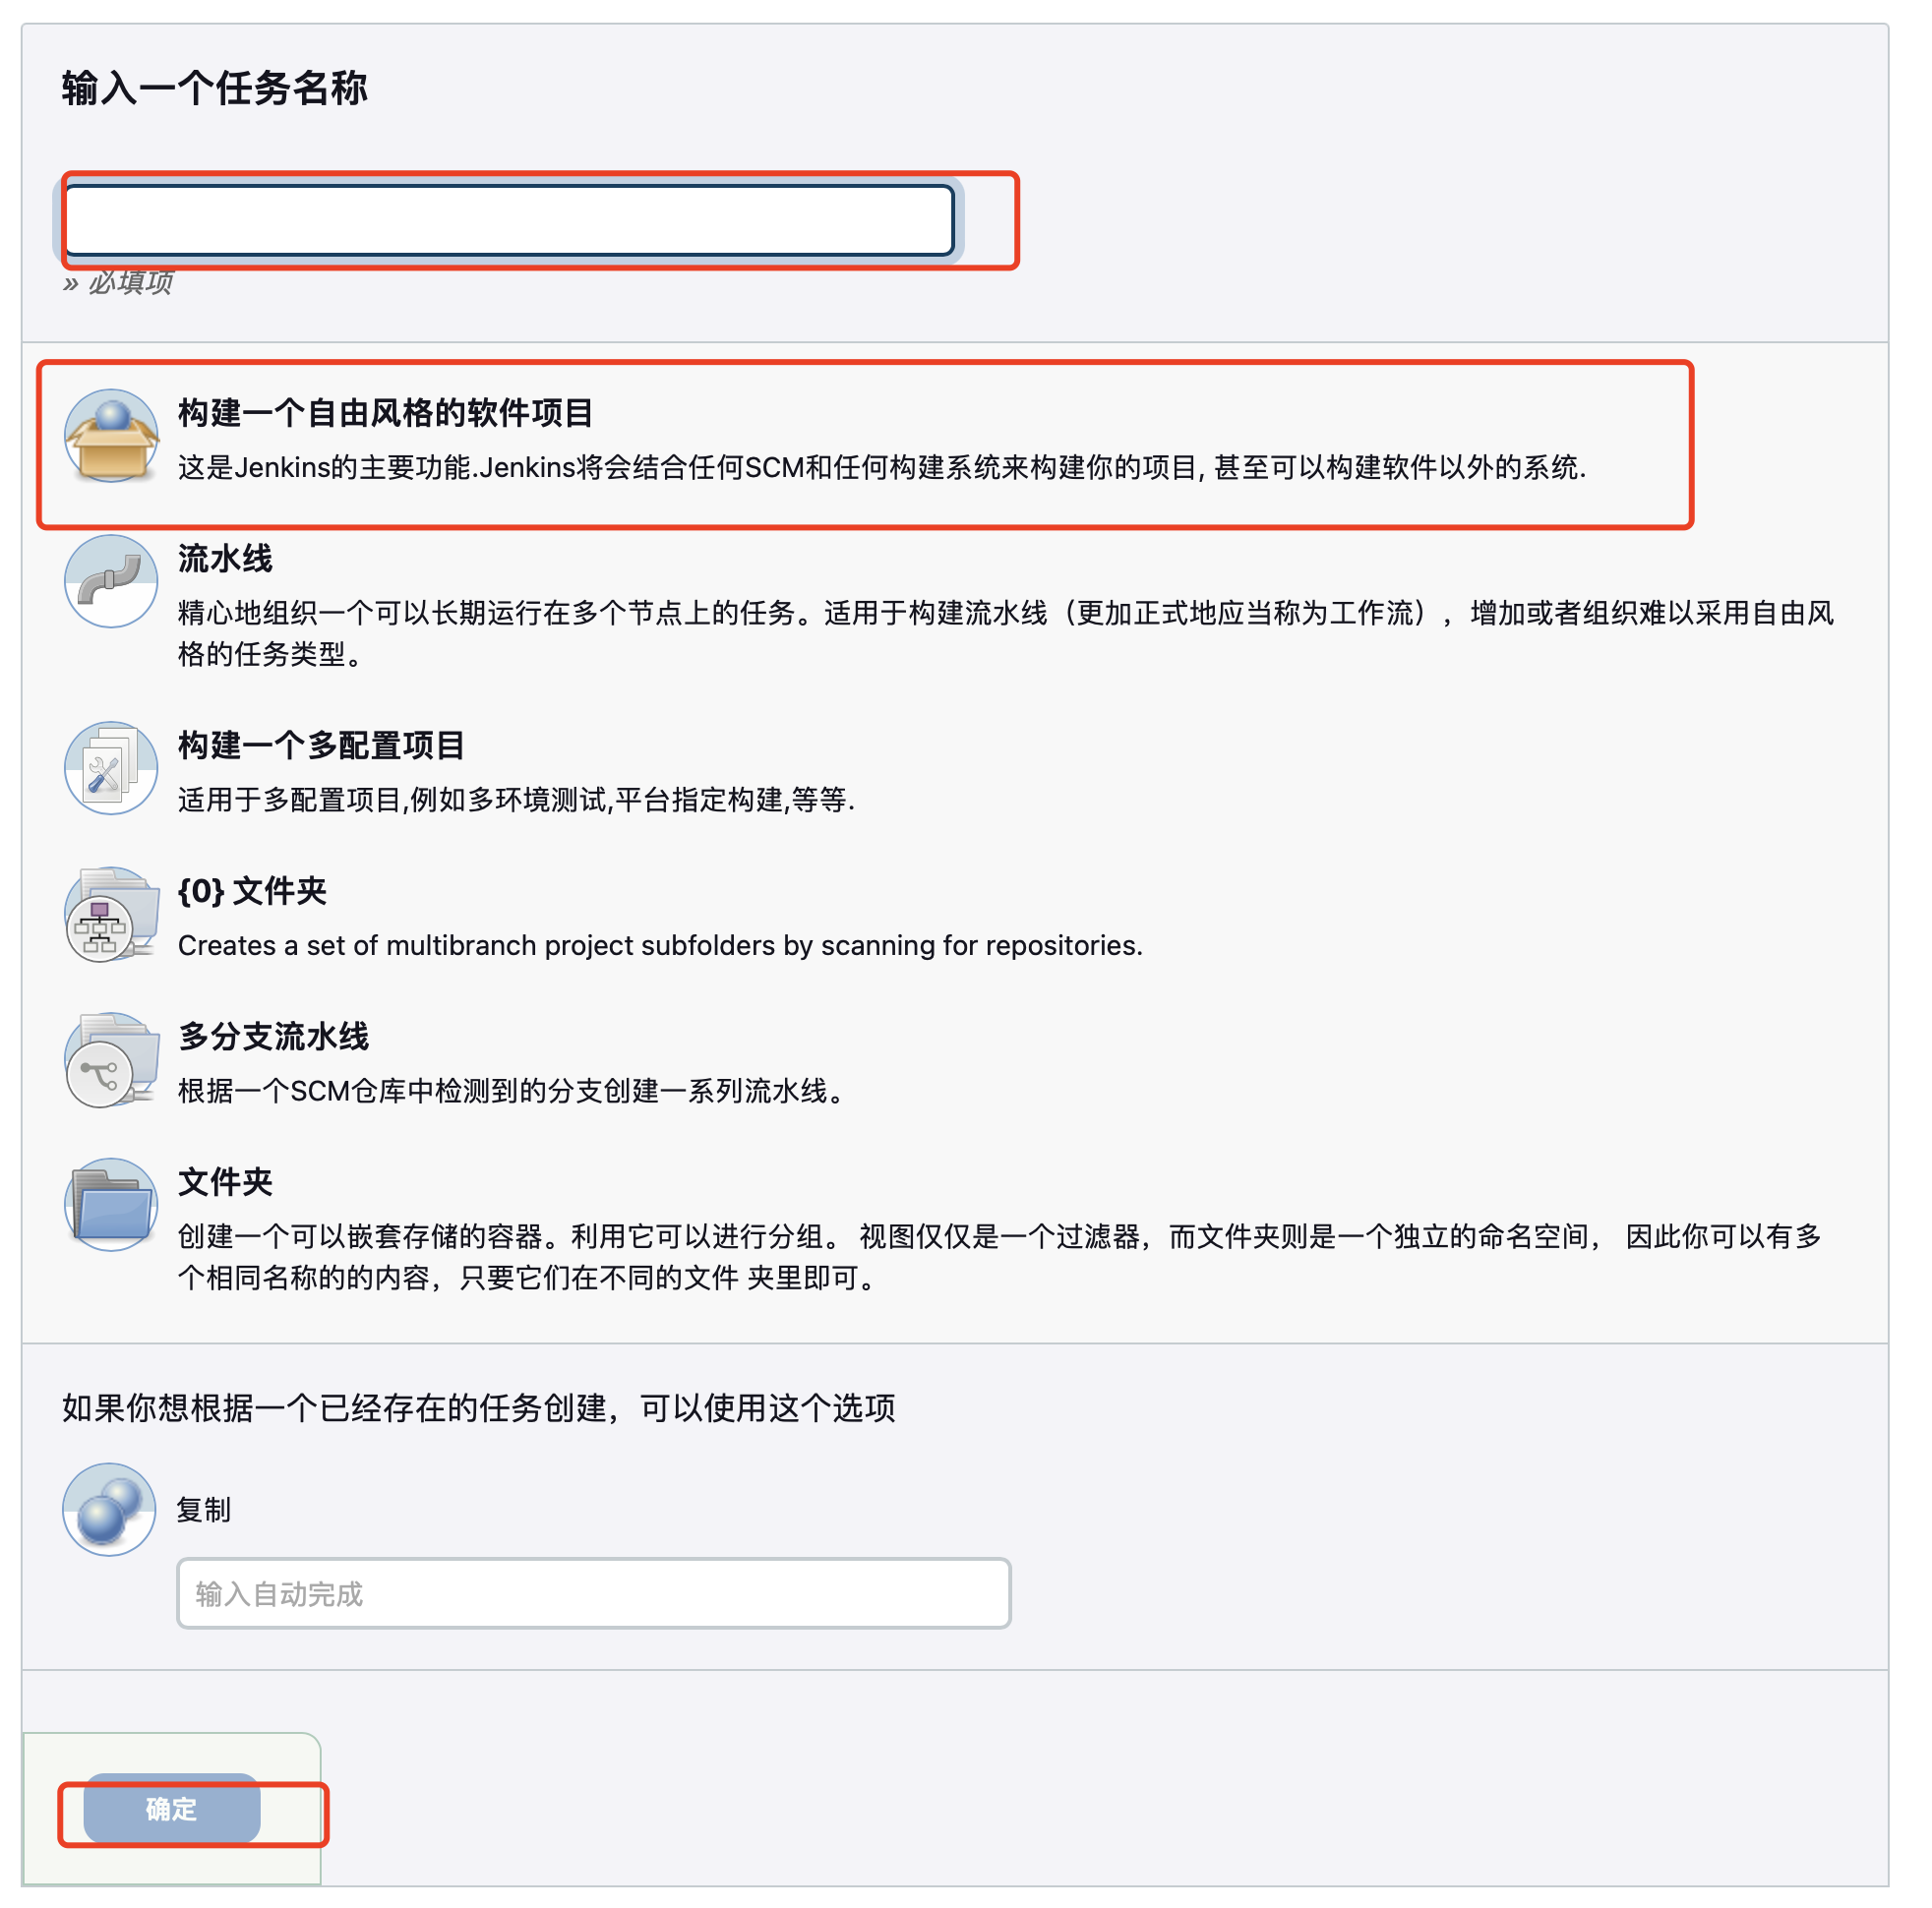 输入一个任务名称
» 必填项
构建一个自由风格的软件项目
这是Jenkins的主要功能.Jenkins将会结合任何SCM和任何构建系统来构建你的项目, 甚至可以构建软件以外的系统.
流水线
精心地组织一个可以长期运行在多个节点上的任务。适用于构建流水线（更加正式地应当称为工作流），增加或者组织难以采用自由风
格的任务类型。
构建一个多配置项目
适用于多配置项目,例如多环境测试,平台指定构建,等等.
{0} 文件夹
Creates a set of multibranch project subfolders by scanning for repositories.
多分支流水线
根据一个SCM仓库中检测到的分支创建一系列流水线。
文件夹
创建一个可以嵌套存储的容器。利用它可以进行分组。 视图仅仅是一个过滤器，而文件夹则是一个独立的命名空间， 因此你可以有多
个相同名称的的内容，只要它们在不同的文件 夹里即可。
如果你想根据一个已经存在的任务创建，可以使用这个选项
复制
输入自动完成
确定